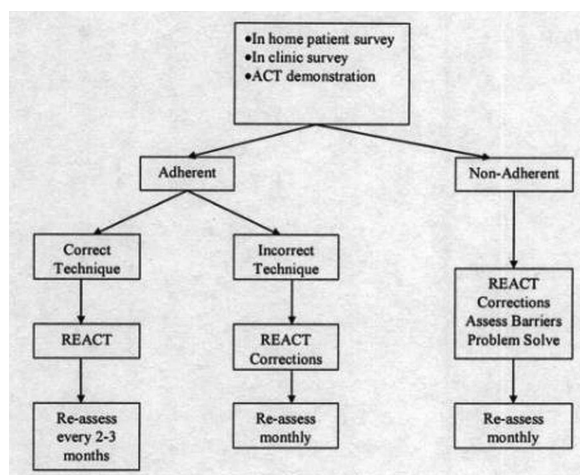 •In home patient survey
•In clinic survey
•ACT demonstration
Adherent
Non-Adherent
Correct
Technique
Incorrect
Technique
REACT
Corrections
Assess Barriers
Problem Solve
REACT
REACT
Corrections
Re-assess
every 2-3
months
Re-assess
monthly
Re-assess
monthly